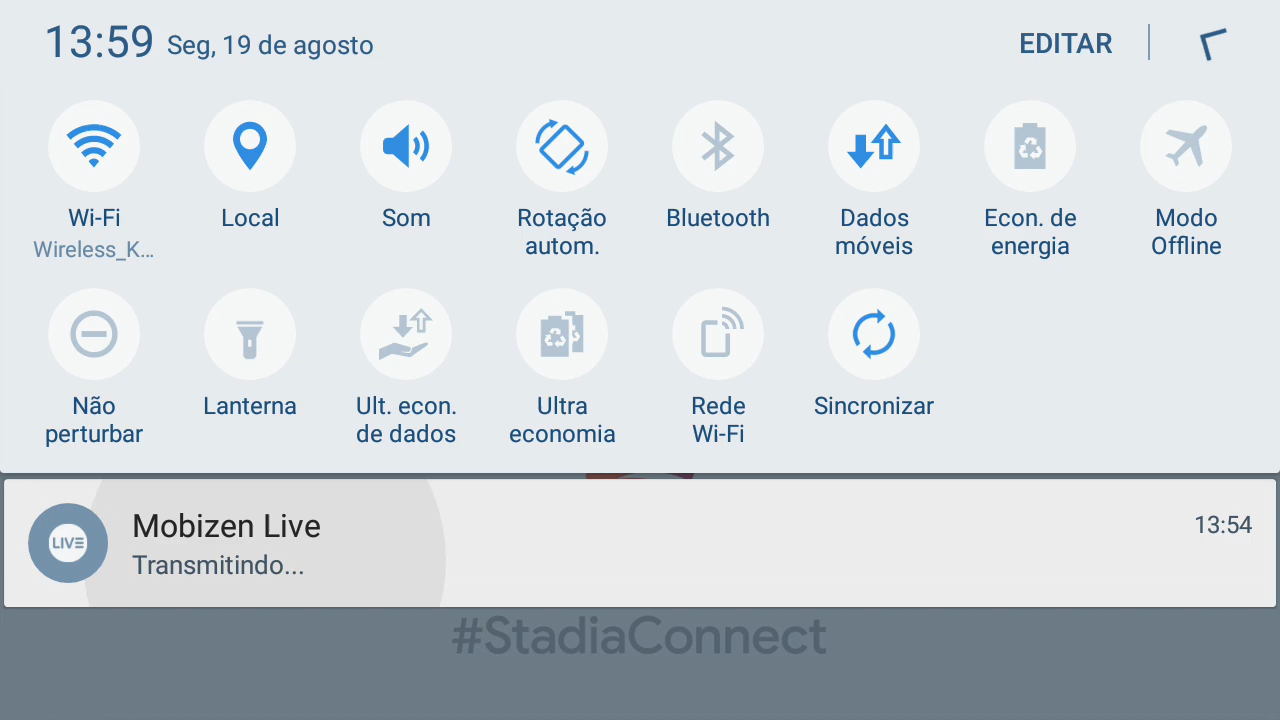 13:59 Seg, 19 de agosto EDITAR
Wi-Fi Local Som Rotação autom. Bluetooth Dados móveis Econ. de energia Modo Offline
Wireless_K...
Não perturbar Lanterna Ult. econ. de dados Ultra economia Rede Wi-Fi Sincronizar
LIVE
Mobizen Live 13:54
Transmitindo...
#StadiaConnect